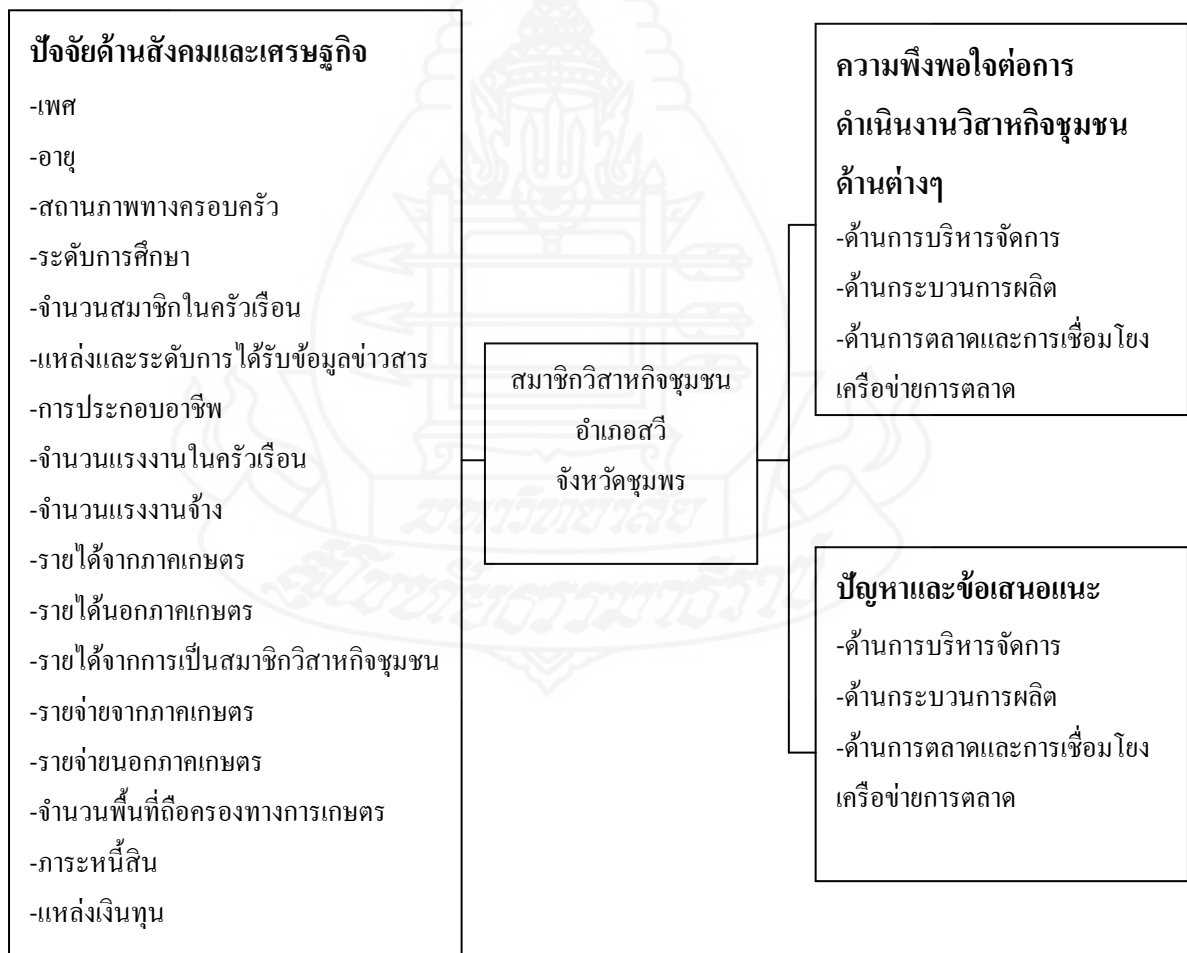 ปัจจัยด้านสังคมและเศรษฐกิจ
-เพศ
-อายุ
-สถานภาพทางครอบครัว
-ระดับการศึกษา
-จำนวนสมาชิกในครัวเรือน
-แหล่งและระดับการได้รับข้อมูลข่าวสาร
-การประกอบอาชีพ
-จำนวนแรงงานในครัวเรือน
-จำนวนแรงงานจ้าง
-รายได้จากภาคเกษตร
-รายได้นอกภาคเกษตร
-รายได้จากการเป็นสมาชิกวิสาหกิจชุมชน
-รายจ่ายจากภาคเกษตร
-รายจ่ายนอกภาคเกษตร
-จำนวนพื้นที่ถือครองทางการเกษตร
-ภาระหนี้สิน
-แหล่งเงินทุน
สมาชิกวิสาหกิจชุมชน
อำเภอสวี
จังหวัดชุมพร
ความพึงพอใจต่อการ
ดำเนินงานวิสาหกิจชุมชน
ด้านต่างๆ
-ด้านการบริหารจัดการ
-ด้านกระบวนการผลิต
-ด้านการตลาดและการเชื่อมโยง
เครือข่ายการตลาด
ปัญหาและข้อเสนอแนะ
-ด้านการบริหารจัดการ
-ด้านกระบวนการผลิต
-ด้านการตลาดและการเชื่อมโยง
เครือข่ายการตลาด
มหาวิทยาลัย
สุโขทัยธรรมาธิราช